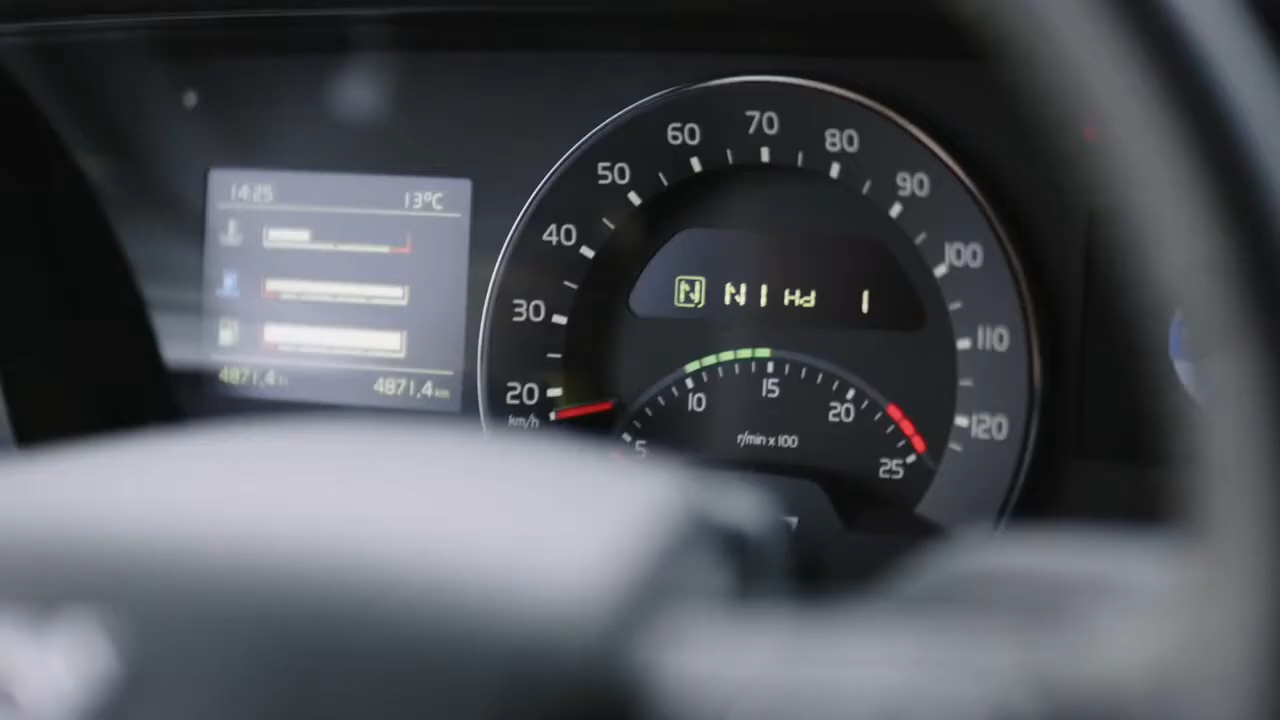 14:25 13°C
4871,4 4871,4 km
20 30 40 50 60 70 80 90 100 110 120
km/h
N N 1 Hd 1
5 10 15 20 25
r/min x 100